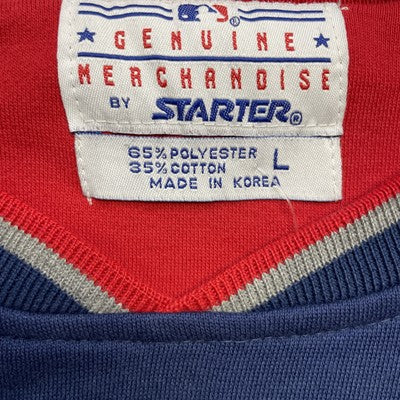 GENUINE
MERCHANDISE
BY STARTER®
65% POLYESTER
35% COTTON L
MADE IN KOREA